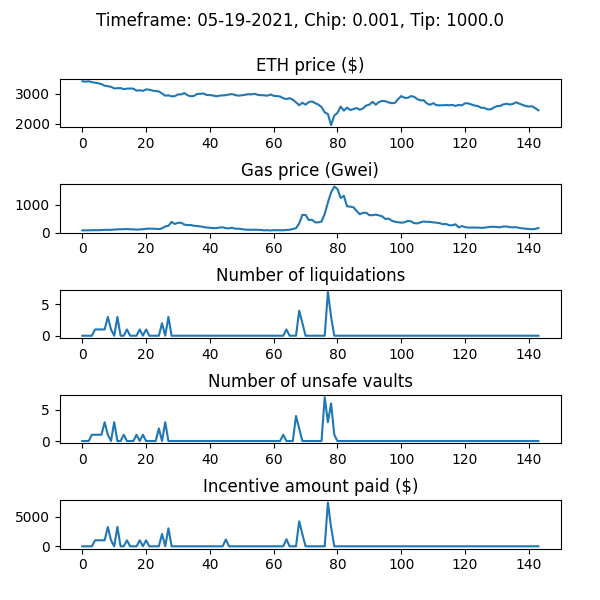 Timeframe: 05-19-2021, Chip: 0.001, Tip: 1000.0
ETH price ($)
3000
2000
0 20 40 60 80 100 120 140
Gas price (Gwei)
1000
0
0 20 40 60 80 100 120 140
Number of liquidations
5
0
0 20 40 60 80 100 120 140
Number of unsafe vaults
5
0
0 20 40 60 80 100 120 140
Incentive amount paid ($)
5000
0
0 20 40 60 80 100 120 140